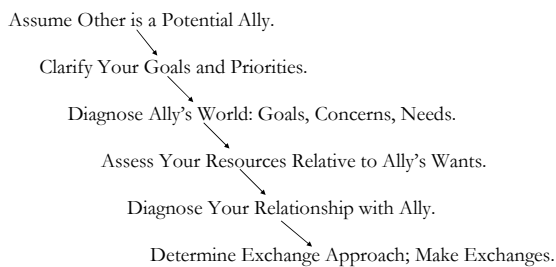 Assume Other is a Potential Ally.
Clarify Your Goals and Priorities.
Diagnose Ally’s World: Goals, Concerns, Needs.
Assess Your Resources Relative to Ally’s Wants.
Diagnose Your Relationship with Ally.
Determine Exchange Approach; Make Exchanges.